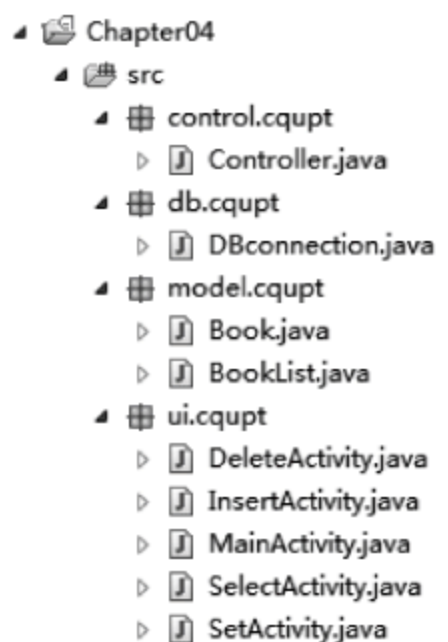 Chapter04
src
control.cqupt
Controller.java
db.cqupt
DBconnection.java
model.cqupt
Book.java
BookList.java
ui.cqupt
DeleteActivity.java
InsertActivity.java
MainActivity.java
SelectActivity.java
SetActivity.java